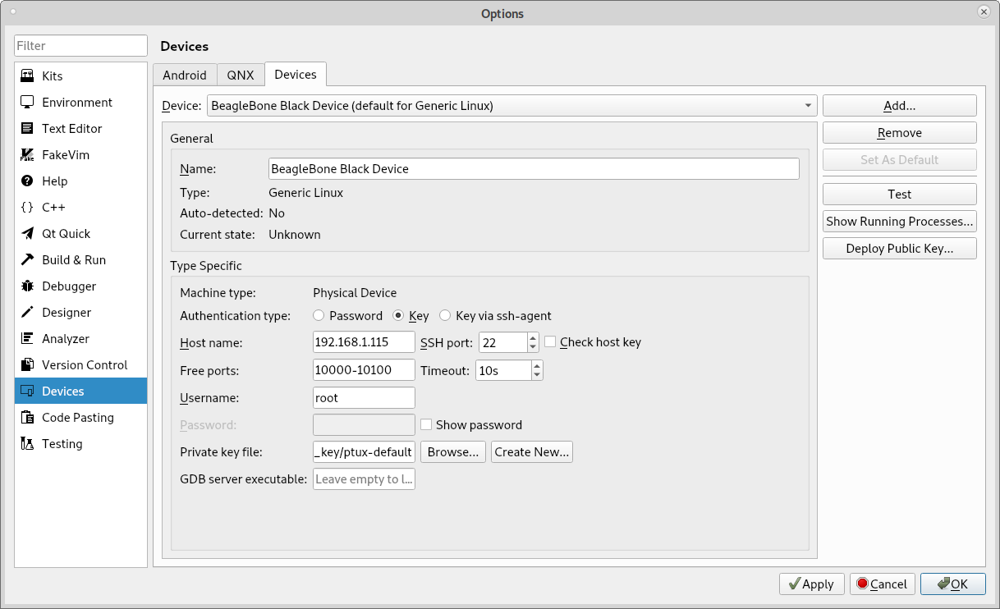 Options
Filter
Kits
Environment
Text Editor
FakeVim
Help
C++
Qt Quick
Build & Run
Debugger
Designer
Analyzer
Version Control
Devices
Code Pasting
Testing
Devices
Android QNX Devices
Device: BeagleBone Black Device (default for Generic Linux)
General
Name: BeagleBone Black Device
Type: Generic Linux
Auto-detected: No
Current state: Unknown
Type Specific
Machine type: Physical Device
Authentication type: Password Key Key via ssh-agent
Host name: 192.168.1.115 SSH port: 22 Check host key
Free ports: 10000-10100 Timeout: 10s
Username: root
Password: Show password
Private key file: _key/ptux-default Browse... Create New...
GDB server executable: Leave empty to l...
Add...
Remove
Set As Default
Test
Show Running Processes...
Deploy Public Key...
Apply Cancel OK